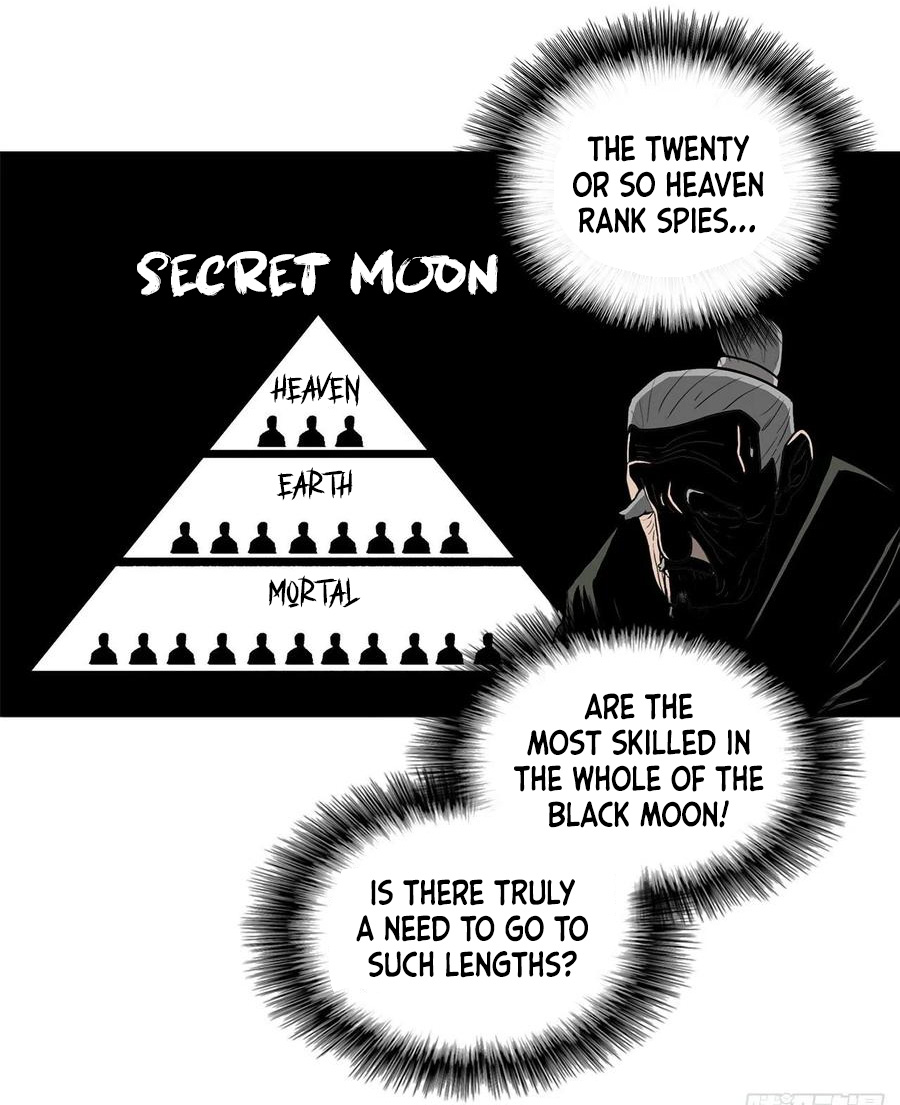 THE TWENTY
OR SO HEAVEN
RANK SPIES...
SECRET MOON
HEAVEN
EARTH
MORTAL
ARE THE
MOST SKILLED IN
THE WHOLE OF THE
BLACK MOON!
IS THERE TRULY
A NEED TO GO TO
SUCH LENGTHS?